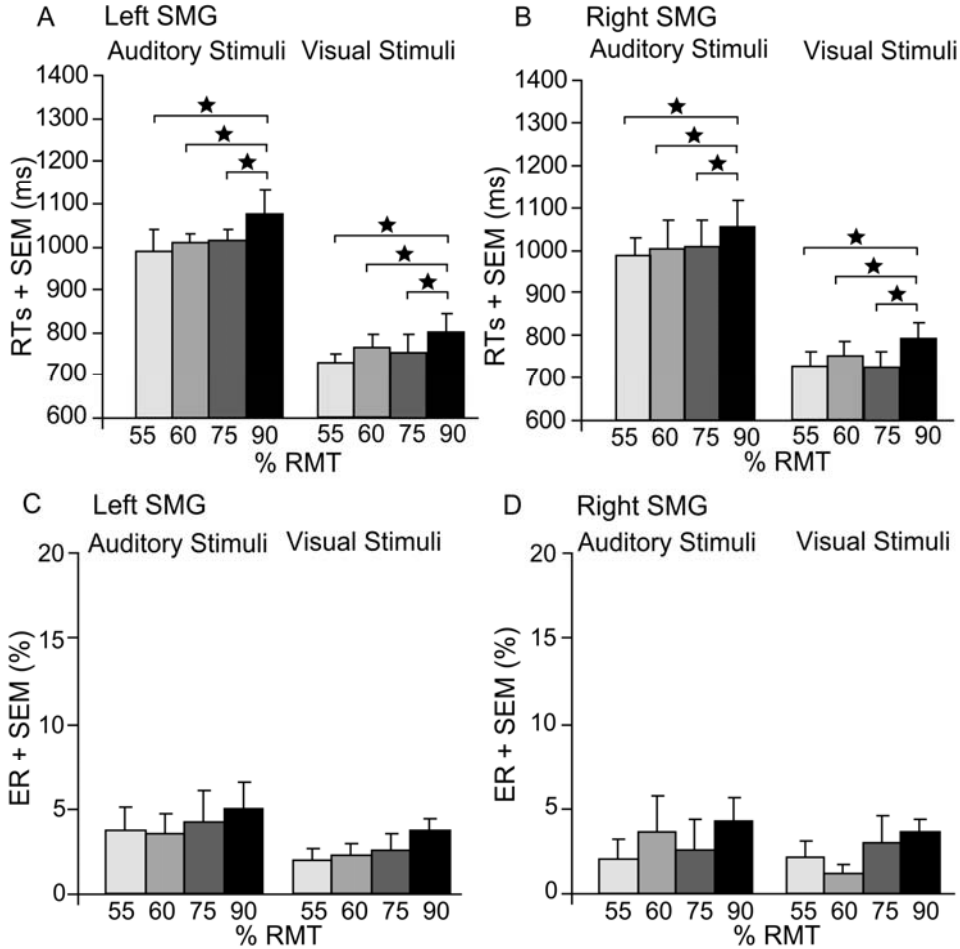 A Left SMG
Auditory Stimuli Visual Stimuli
RTs + SEM (ms)
1400
1300
1200
1100
1000
900
800
700
600
55 60 75 90 55 60 75 90
% RMT
B Right SMG
Auditory Stimuli Visual Stimuli
RTs + SEM (ms)
1400
1300
1200
1100
1000
900
800
700
600
55 60 75 90 55 60 75 90
% RMT
C Left SMG
Auditory Stimuli Visual Stimuli
ER + SEM (%)
20
15
10
5
0
55 60 75 90 55 60 75 90
% RMT
D Right SMG
Auditory Stimuli Visual Stimuli
ER + SEM (%)
20
15
10
5
0
55 60 75 90 55 60 75 90
% RMT